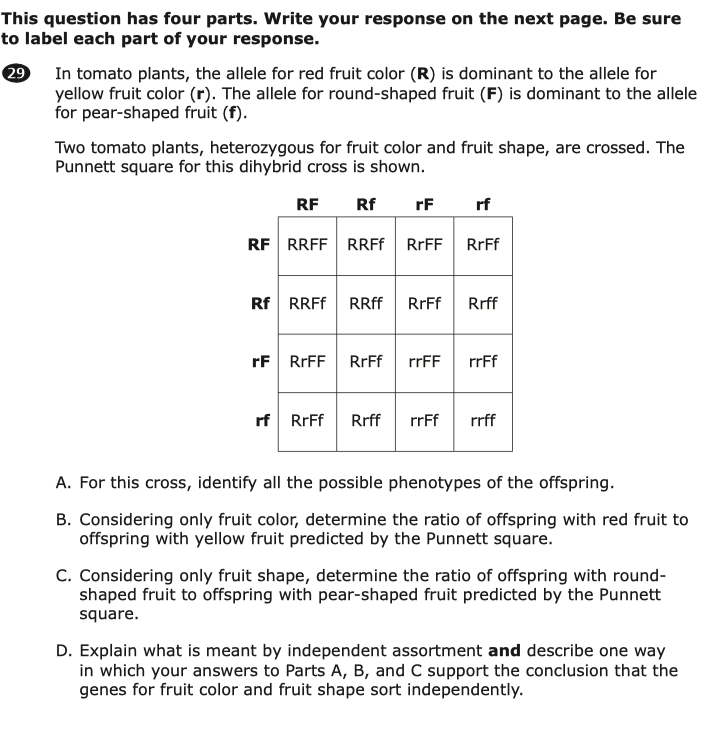 This question has four parts. Write your response on the next page. Be sure
to label each part of your response.
29 In tomato plants, the allele for red fruit color (R) is dominant to the allele for
yellow fruit color (r). The allele for round-shaped fruit (F) is dominant to the allele
for pear-shaped fruit (f).
Two tomato plants, heterozygous for fruit color and fruit shape, are crossed. The
Punnett square for this dihybrid cross is shown.
RF Rf rF rf
RF RRFF RRFf RrFF RrFf
Rf RRFf RRff RrFf Rrff
rF RrFF RrFf rrFF rrFf
rf RrFf Rrff rrFf rrff
A. For this cross, identify all the possible phenotypes of the offspring.
B. Considering only fruit color, determine the ratio of offspring with red fruit to
offspring with yellow fruit predicted by the Punnett square.
C. Considering only fruit shape, determine the ratio of offspring with round-
shaped fruit to offspring with pear-shaped fruit predicted by the Punnett
square.
D. Explain what is meant by independent assortment and describe one way
in which your answers to Parts A, B, and C support the conclusion that the
genes for fruit color and fruit shape sort independently.